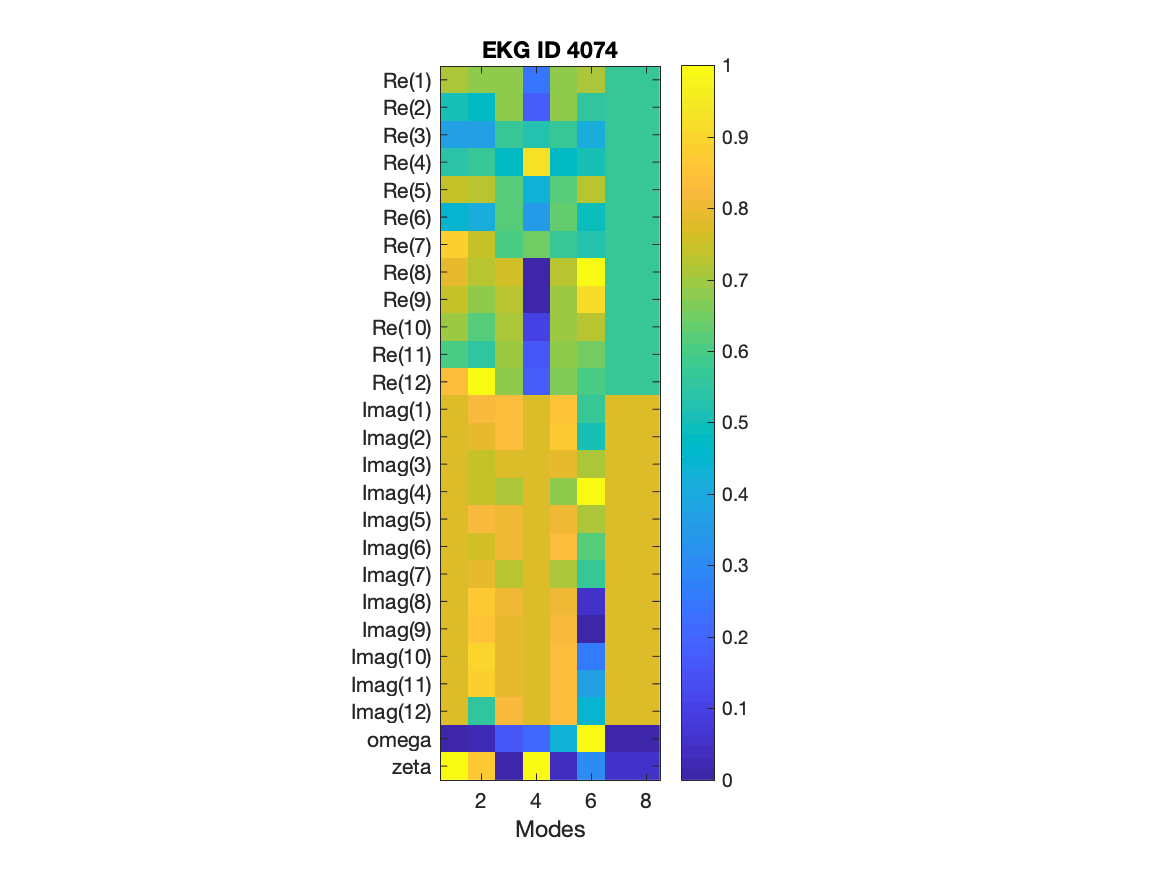 EKG ID 4074
Re(1)
Re(2)
Re(3)
Re(4)
Re(5)
Re(6)
Re(7)
Re(8)
Re(9)
Re(10)
Re(11)
Re(12)
Imag(1)
Imag(2)
Imag(3)
Imag(4)
Imag(5)
Imag(6)
Imag(7)
Imag(8)
Imag(9)
Imag(10)
Imag(11)
Imag(12)
omega
zeta
2 4 6 8
Modes
1
0.9
0.8
0.7
0.6
0.5
0.4
0.3
0.2
0.1
0